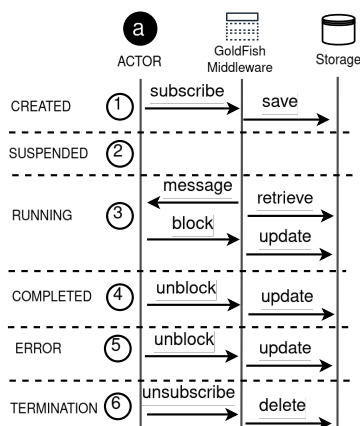 a
ACTOR
GoldFish
Middleware
Storage
CREATED 1 subscribe save
SUSPENDED 2
RUNNING 3 message retrieve
block update
COMPLETED 4 unblock update
ERROR 5 unblock update
TERMINATION 6 unsubscribe delete